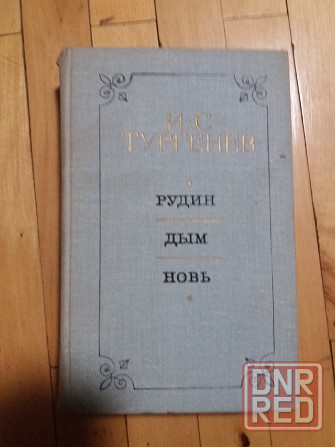 И·С·
ТУРГЕНЕВ
РУДИН
ДЫМ
НОВЬ
DNR
RED